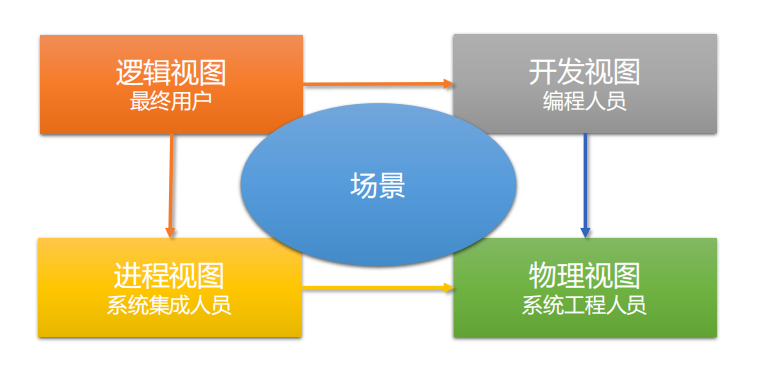 逻辑视图
最终用户
开发视图
编程人员
场景
进程视图
系统集成人员
物理视图
系统工程人员